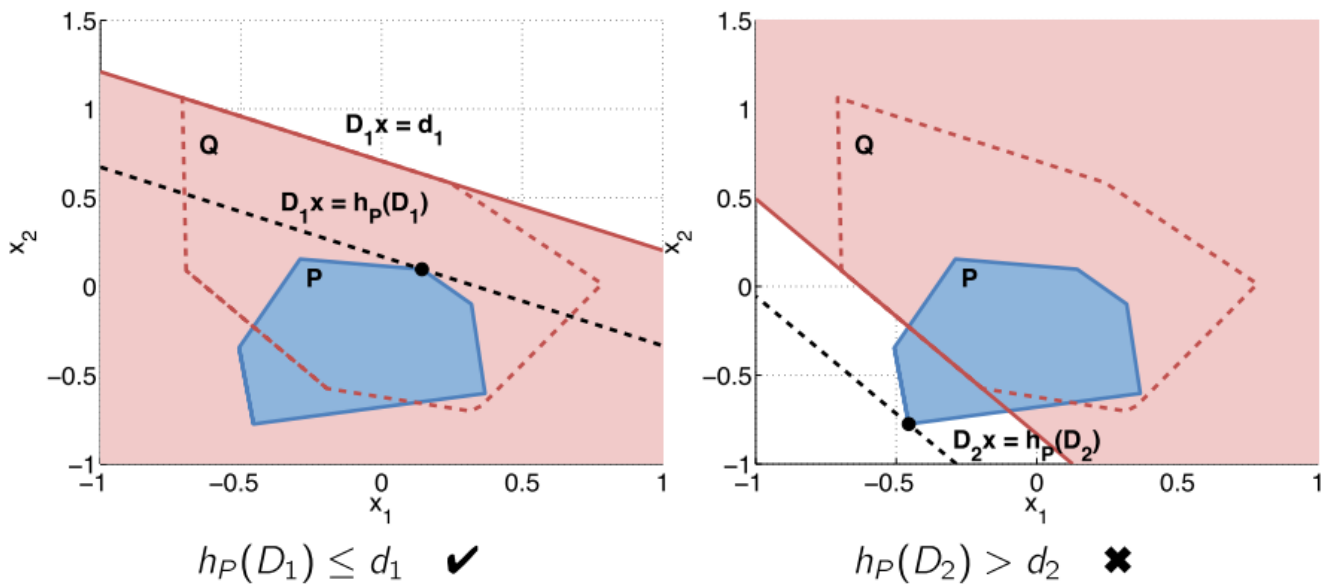 1.5
1
0.5
0
−0.5
−1
−1
−0.5
0
0.5
1
x₂
x₁
D₁x = d₁
Q
D₁x = hₚ(D₁)
P
h_P(D₁) ≤ d₁ ✔
1.5
1
0.5
0
−0.5
−1
−1
−0.5
0
0.5
1
x₂
x₁
Q
P
D₂x = hₚ(D₂)
h_P(D₂) > d₂ ✖